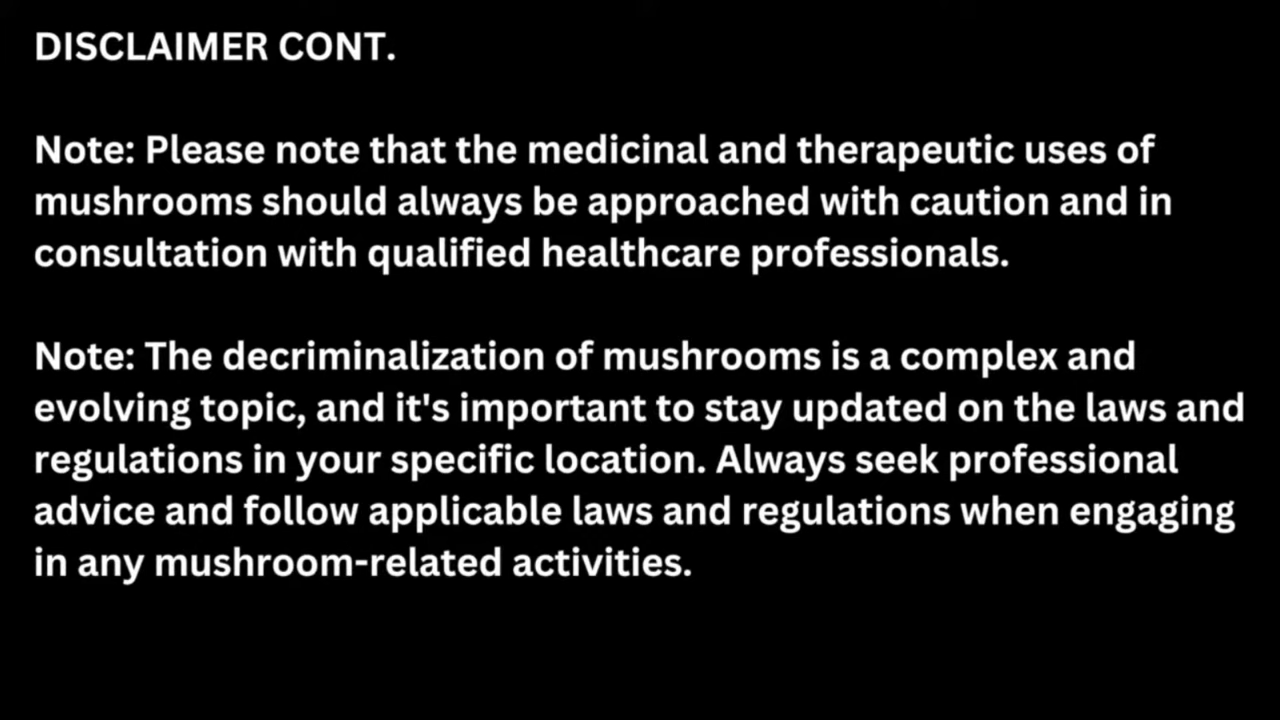 DISCLAIMER CONT.
Note: Please note that the medicinal and therapeutic uses of
mushrooms should always be approached with caution and in
consultation with qualified healthcare professionals.
Note: The decriminalization of mushrooms is a complex and
evolving topic, and it's important to stay updated on the laws and
regulations in your specific location. Always seek professional
advice and follow applicable laws and regulations when engaging
in any mushroom-related activities.